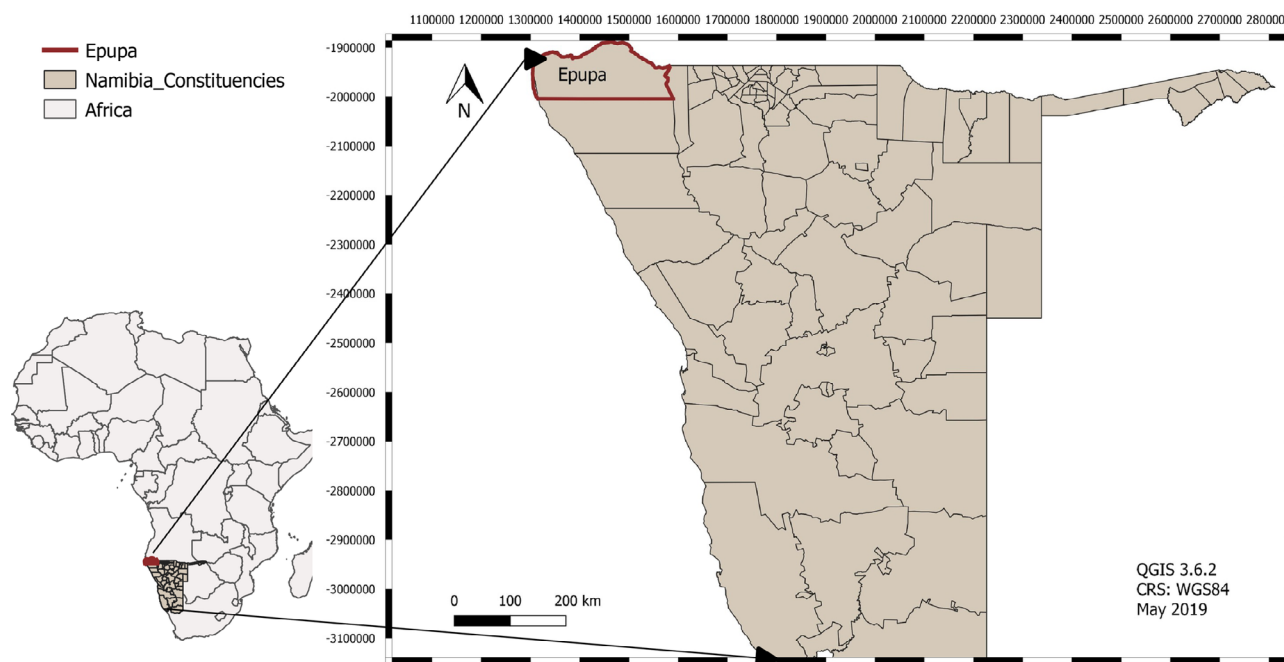 1100000 1200000 1300000 1400000 1500000 1600000 1700000 1800000 1900000 2000000 2100000 2200000 2300000 2400000 2500000 2600000 2700000 280000
Epupa
Namibia_Constituencies
Africa
-1900000
-2000000
-2100000
-2200000
-2300000
-2400000
-2500000
-2600000
-2700000
-2800000
-2900000
-3000000
-3100000
N
Epupa
0 100 200 km
QGIS 3.6.2
CRS: WGS84
May 2019